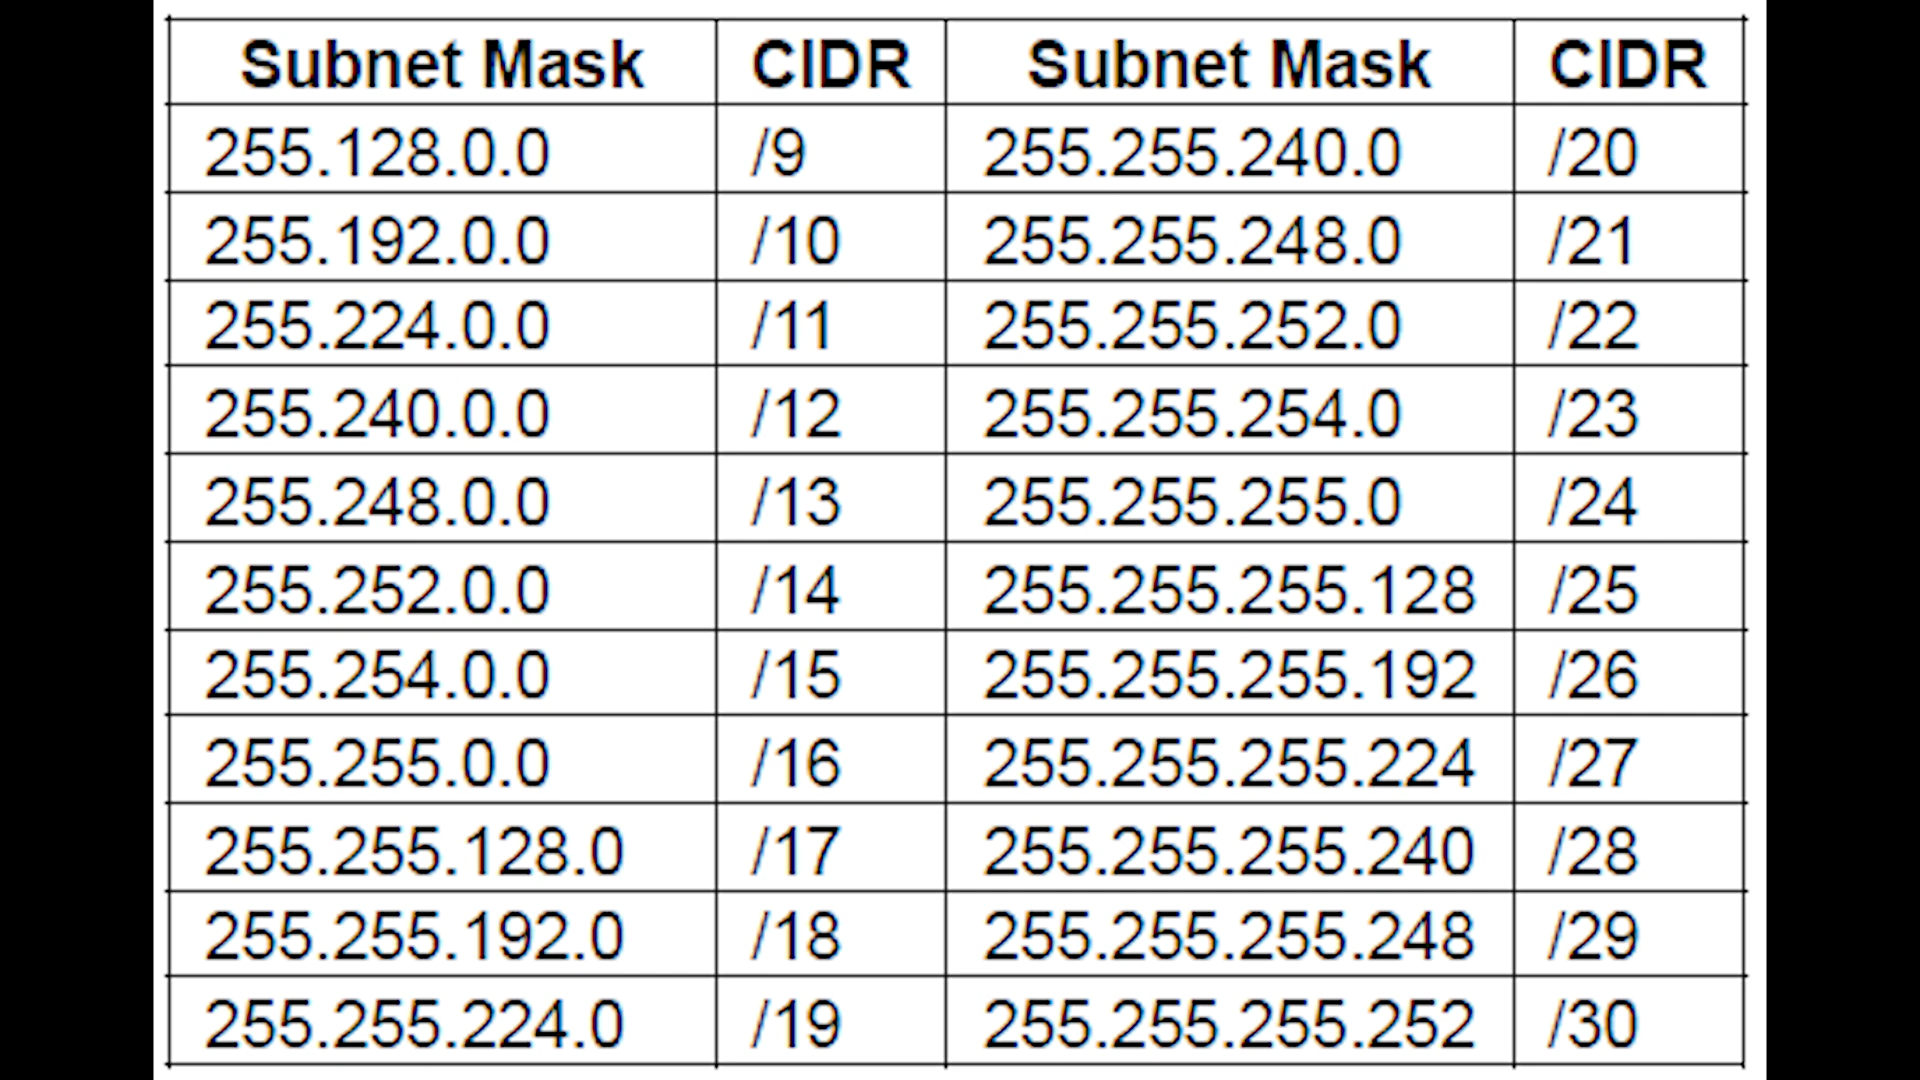 Subnet Mask CIDR Subnet Mask CIDR
255.128.0.0 /9 255.255.240.0 /20
255.192.0.0 /10 255.255.248.0 /21
255.224.0.0 /11 255.255.252.0 /22
255.240.0.0 /12 255.255.254.0 /23
255.248.0.0 /13 255.255.255.0 /24
255.252.0.0 /14 255.255.255.128 /25
255.254.0.0 /15 255.255.255.192 /26
255.255.0.0 /16 255.255.255.224 /27
255.255.128.0 /17 255.255.255.240 /28
255.255.192.0 /18 255.255.255.248 /29
255.255.224.0 /19 255.255.255.252 /30